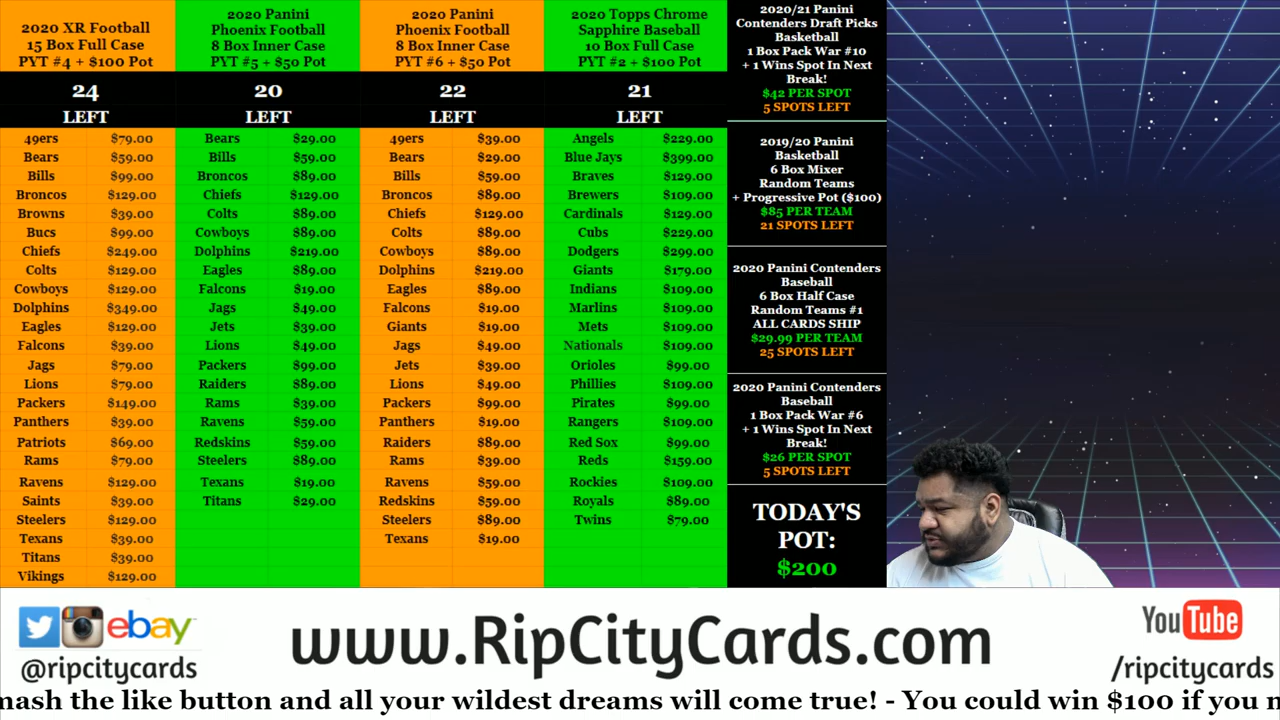 2020 XR Football
15 Box Full Case
PYT #4 + $100 Pot
24
LEFT
49ers $79.00
Bears $59.00
Bills $99.00
Broncos $129.00
Browns $39.00
Bucs $99.00
Chiefs $249.00
Colts $129.00
Cowboys $129.00
Dolphins $349.00
Eagles $129.00
Falcons $39.00
Jags $79.00
Lions $79.00
Packers $149.00
Panthers $39.00
Patriots $69.00
Rams $79.00
Ravens $129.00
Saints $39.00
Steelers $129.00
Texans $39.00
Titans $39.00
Vikings $129.00
2020 Panini
Phoenix Football
8 Box Inner Case
PYT #5 + $50 Pot
20
LEFT
Bears $29.00
Bills $59.00
Broncos $89.00
Chiefs $129.00
Colts $89.00
Cowboys $89.00
Dolphins $219.00
Eagles $89.00
Falcons $19.00
Jags $49.00
Jets $39.00
Lions $49.00
Packers $99.00
Raiders $89.00
Rams $39.00
Ravens $59.00
Redskins $59.00
Steelers $89.00
Texans $19.00
Titans $29.00
2020 Panini
Phoenix Football
8 Box Inner Case
PYT #6 + $50 Pot
22
LEFT
49ers $39.00
Bears $29.00
Bills $59.00
Broncos $89.00
Chiefs $129.00
Colts $89.00
Cowboys $89.00
Dolphins $219.00
Eagles $89.00
Falcons $19.00
Giants $19.00
Jags $49.00
Jets $39.00
Lions $49.00
Packers $99.00
Panthers $19.00
Raiders $89.00
Rams $39.00
Ravens $59.00
Redskins $59.00
Steelers $89.00
Texans $19.00
2020 Topps Chrome
Sapphire Baseball
10 Box Full Case
PYT #2 + $100 Pot
21
LEFT
Angels $229.00
Blue Jays $399.00
Braves $129.00
Brewers $109.00
Cardinals $129.00
Cubs $229.00
Dodgers $299.00
Giants $179.00
Indians $109.00
Marlins $109.00
Mets $109.00
Nationals $109.00
Orioles $99.00
Phillies $109.00
Pirates $99.00
Rangers $109.00
Red Sox $99.00
Reds $159.00
Rockies $109.00
Royals $89.00
Twins $79.00
2020/21 Panini
Contenders Draft Picks
Basketball
1 Box Pack War #10
+ 1 Wins Spot In Next
Break!
$42 PER SPOT
5 SPOTS LEFT
2019/20 Panini
Basketball
6 Box Mixer
Random Teams
+ Progressive Pot ($100)
$85 PER TEAM
21 SPOTS LEFT
2020 Panini Contenders
Baseball
6 Box Half Case
Random Teams #1
ALL CARDS SHIP
$29.99 PER TEAM
25 SPOTS LEFT
2020 Panini Contenders
Baseball
1 Box Pack War #6
+ 1 Wins Spot In Next
Break!
$26 PER SPOT
5 SPOTS LEFT
TODAY'S
POT:
$200
ebay
@ripcitycards
www.RipCityCards.com
YouTube
/ripcitycards
mash the like button and all your wildest dreams will come true! - You could win $100 if you